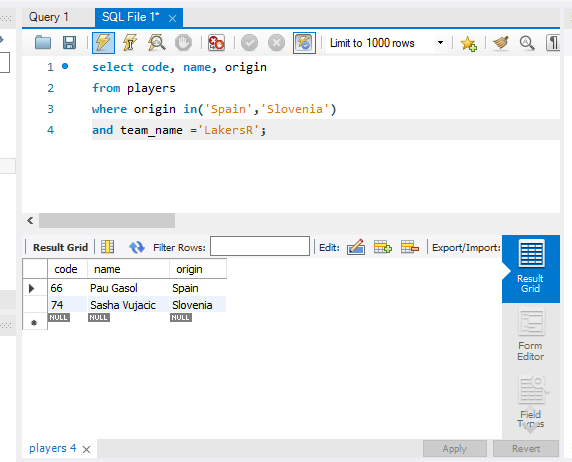 Query 1
SQL File 1*
Limit to 1000 rows
1 select code, name, origin
2 from players
3 where origin in('Spain','Slovenia')
4 and team_name ='LakersR';
Result Grid Filter Rows: Edit: Export/Import:
code name origin
66 Pau Gasol Spain
74 Sasha Vujacic Slovenia
NULL NULL NULL
Result
Grid
Form
Editor
Field
Types
players 4
Apply Revert